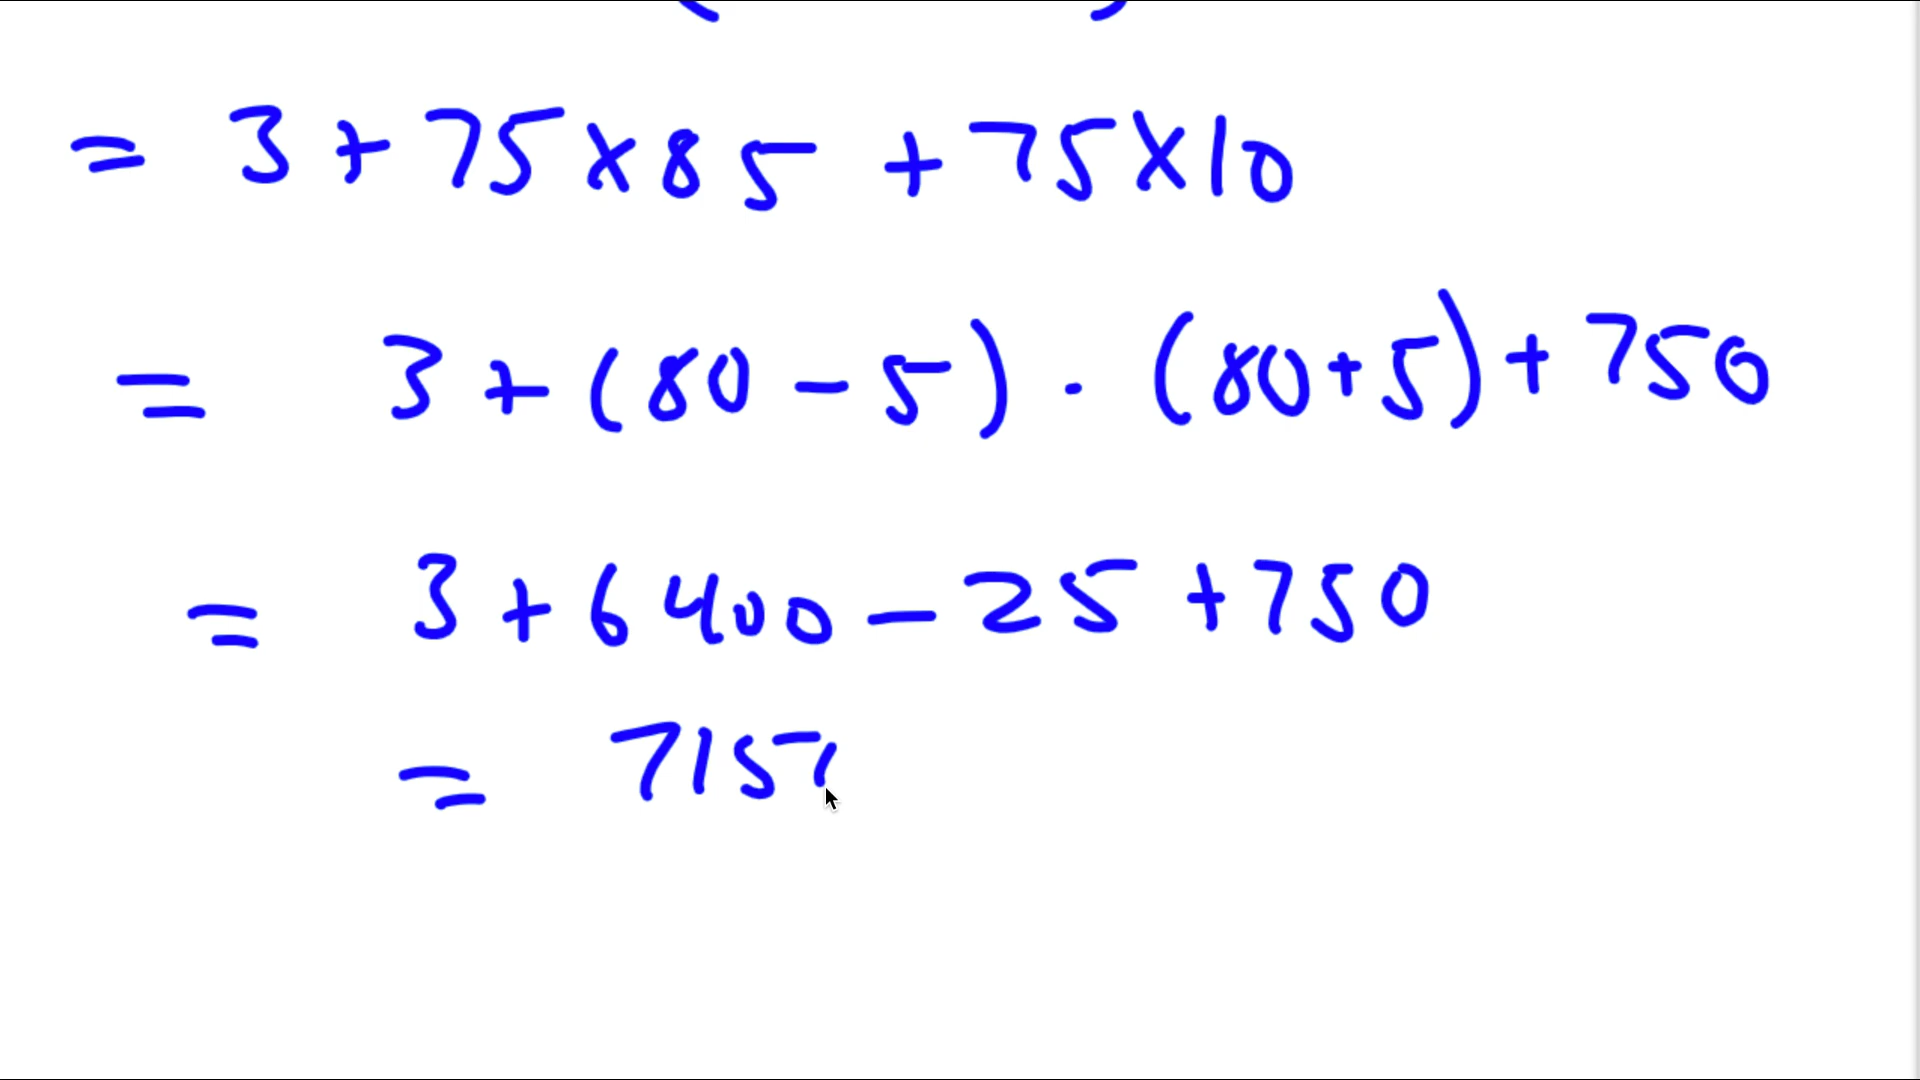 = 3 + 75 × 85 + 75 × 10
= 3 + (80 - 5) · (80 + 5) + 750
= 3 + 6400 - 25 + 750
= 715